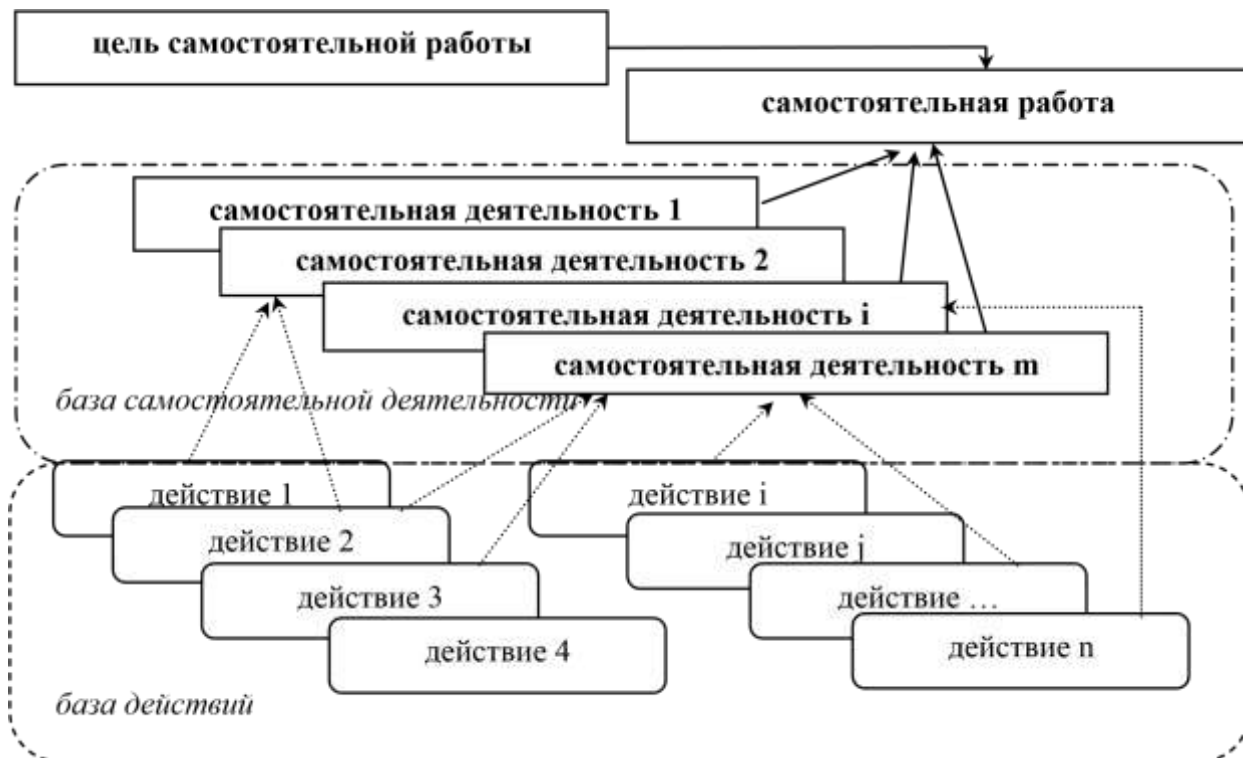 цель самостоятельной работы
самостоятельная работа
самостоятельная деятельность 1
самостоятельная деятельность 2
самостоятельная деятельность i
самостоятельная деятельность m
база самостоятельной деятельности
действие 1
действие 2
действие 3
действие 4
действие i
действие j
действие …
действие n
база действий